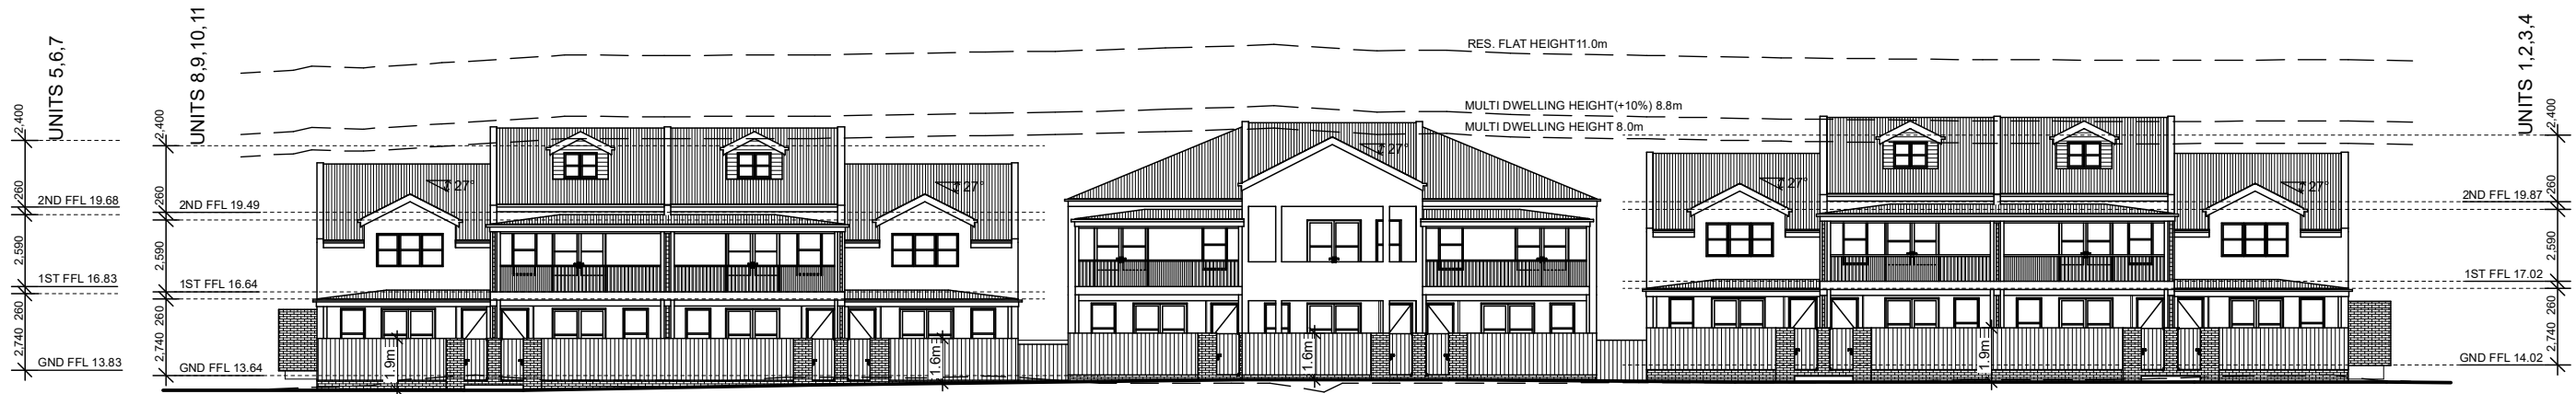 UNITS 5,6,7
2,400
260
2,590
260
2,740
2ND FFL 19.68
1ST FFL 16.83
GND FFL 13.83
UNITS 8,9,10,11
2,400
260
2,590
260
2,740
2ND FFL 19.49
1ST FFL 16.64
GND FFL 13.64
RES. FLAT HEIGHT 11.0m
MULTI DWELLING HEIGHT(+10%) 8.8m
MULTI DWELLING HEIGHT 8.0m
27°
27°
27°
27°
27°
1.9m
1.6m
1.6m
1.9m
UNITS 1,2,3,4
2,400
260
2,590
260
2,740
2ND FFL 19.87
1ST FFL 17.02
GND FFL 14.02